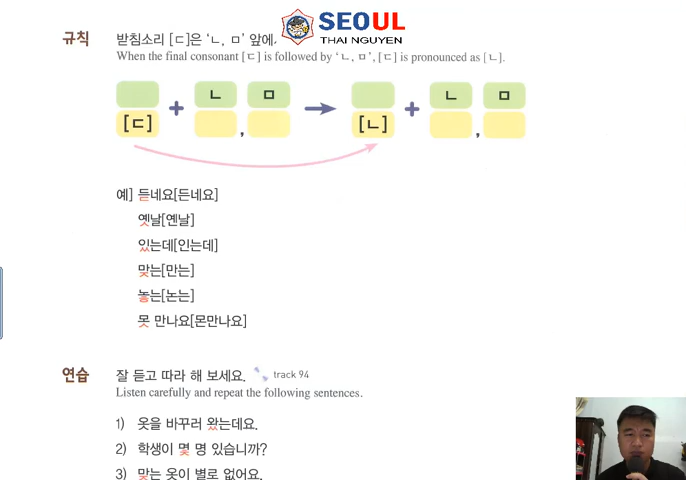 SEOUL
THAI NGUYEN
규칙 받침소리 [ㄷ]은 'ㄴ, ㅁ' 앞에
When the final consonant [ㄷ] is followed by 'ㄴ, ㅁ', [ㄷ] is pronounced as [ㄴ].
ㄴ ㅁ ㄴ ㅁ
[ㄷ] + , → [ㄴ] + ,
예] 듣네요[든네요]
옛날[옌날]
있는데[인는데]
맞는[만는]
놓는[논는]
못 만나요[몬만나요]
연습 잘 듣고 따라 해 보세요. track 94
Listen carefully and repeat the following sentences.
1) 옷을 바꾸러 왔는데요.
2) 학생이 몇 명 있습니까?
3) 맞는 옷이 별로 없어요.